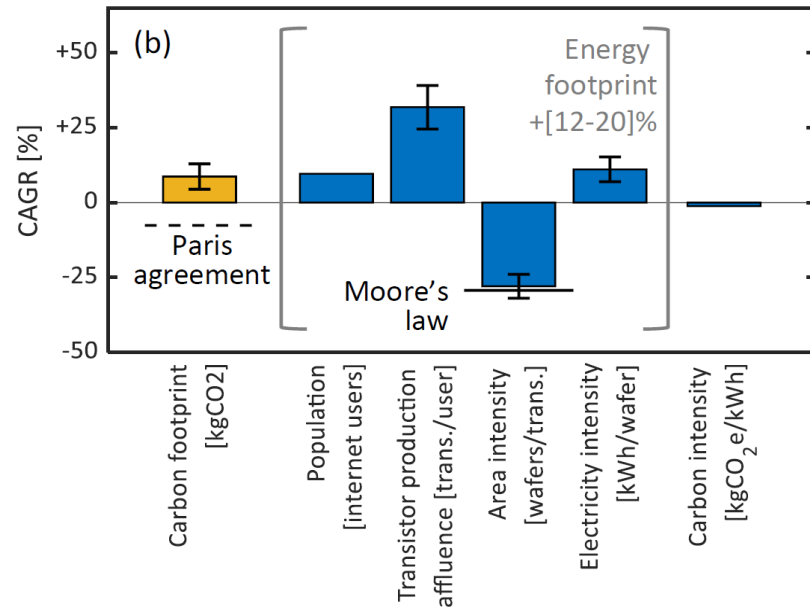 (b)
Energy
footprint
+[12-20]%
CAGR [%]
+50
+25
0
-25
-50
Paris
agreement
Moore's
law
Carbon footprint
[kgCO2]
Population
[internet users]
Transistor production
affluence [trans./user]
Area intensity
[wafers/trans.]
Electricity intensity
[kWh/wafer]
Carbon intensity
[kgCO₂e/kWh]